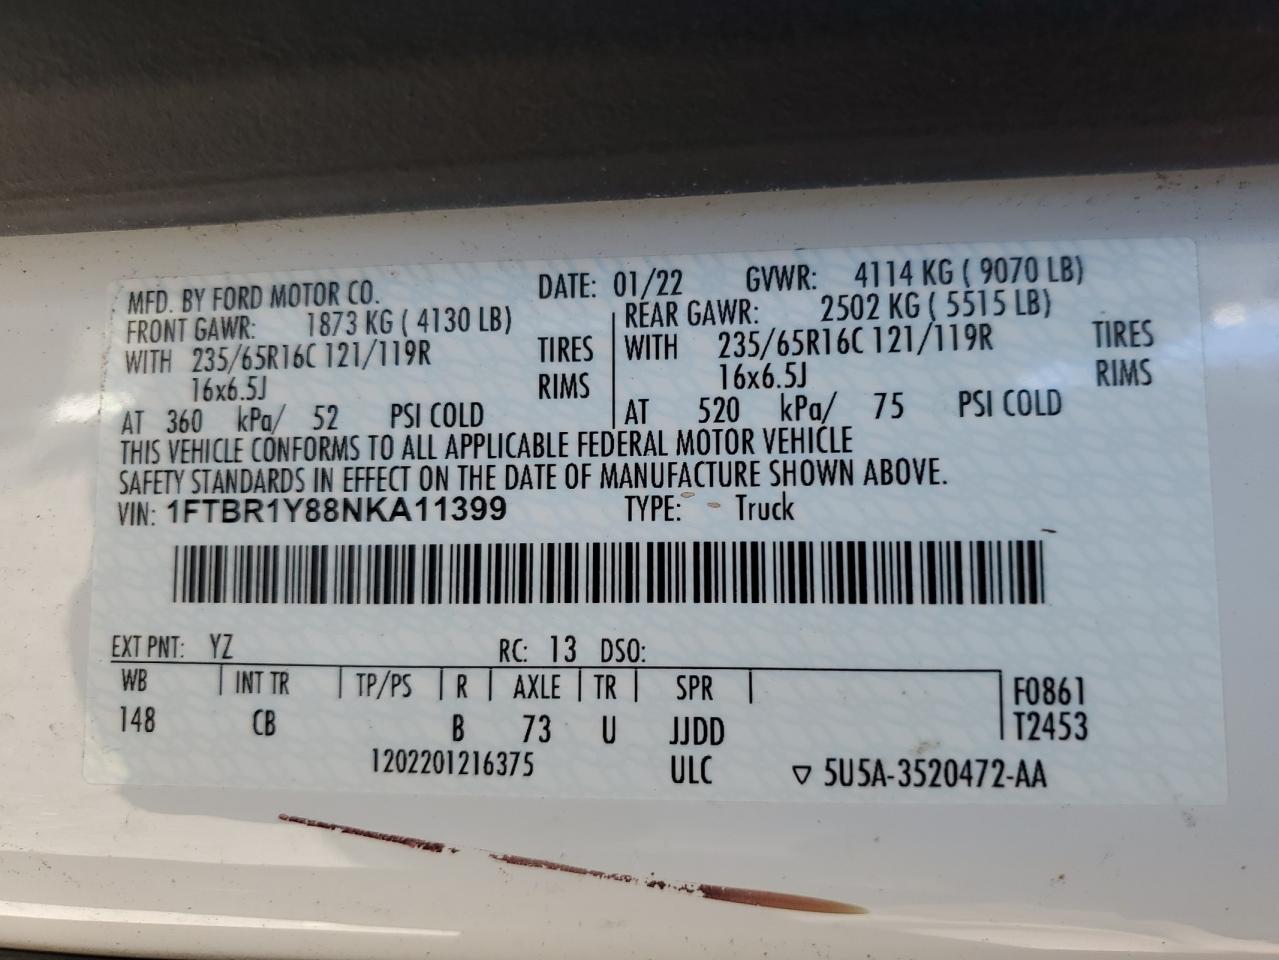 MFD. BY FORD MOTOR CO. DATE: 01/22 GVWR: 4114 KG ( 9070 LB)
FRONT GAWR: 1873 KG ( 4130 LB) REAR GAWR: 2502 KG ( 5515 LB)
WITH 235/65R16C 121/119R TIRES WITH 235/65R16C 121/119R TIRES
16x6.5J RIMS 16x6.5J RIMS
AT 360 kPa/ 52 PSI COLD AT 520 kPa/ 75 PSI COLD
THIS VEHICLE CONFORMS TO ALL APPLICABLE FEDERAL MOTOR VEHICLE
SAFETY STANDARDS IN EFFECT ON THE DATE OF MANUFACTURE SHOWN ABOVE.
VIN: 1FTBR1Y88NKA11399 TYPE: Truck
EXT PNT: YZ RC: 13 DSO:
WB INT TR TP/PS R AXLE TR SPR F0861
148 CB B 73 U JJDD T2453
1202201216375 ULC ▽ 5U5A-3520472-AA